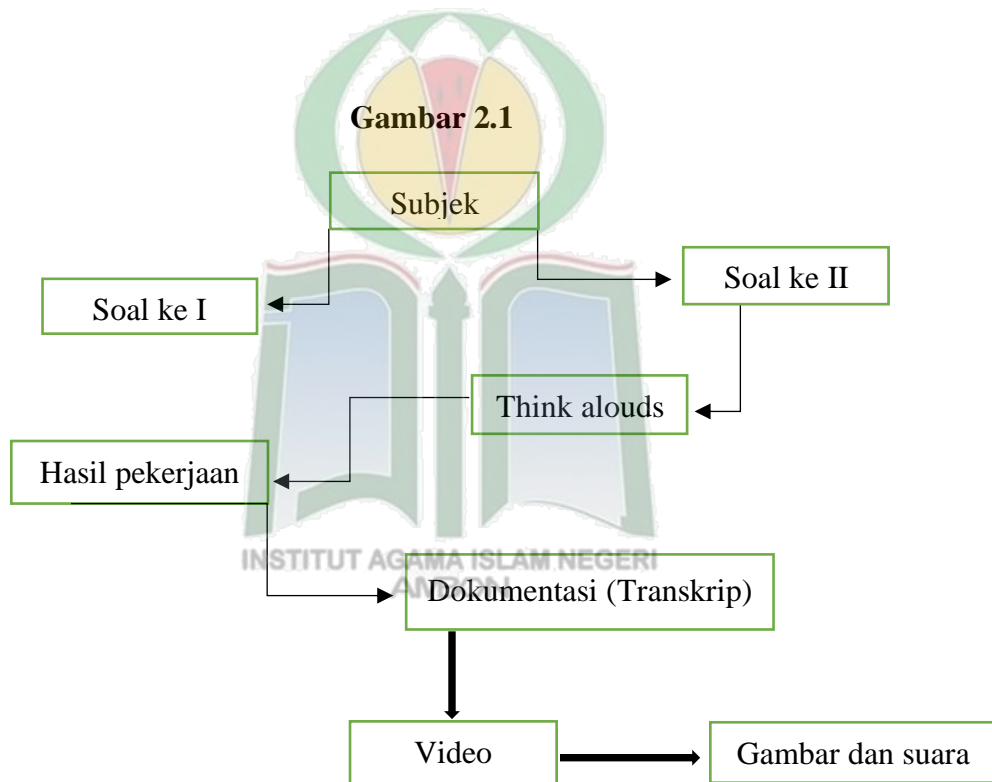 Gambar 2.1
Subjek
Soal ke I
Soal ke II
Think alouds
Hasil pekerjaan
INSTITUT AGAMA ISLAM NEGERI
AMBON
Dokumentasi (Transkrip)
Video
Gambar dan suara